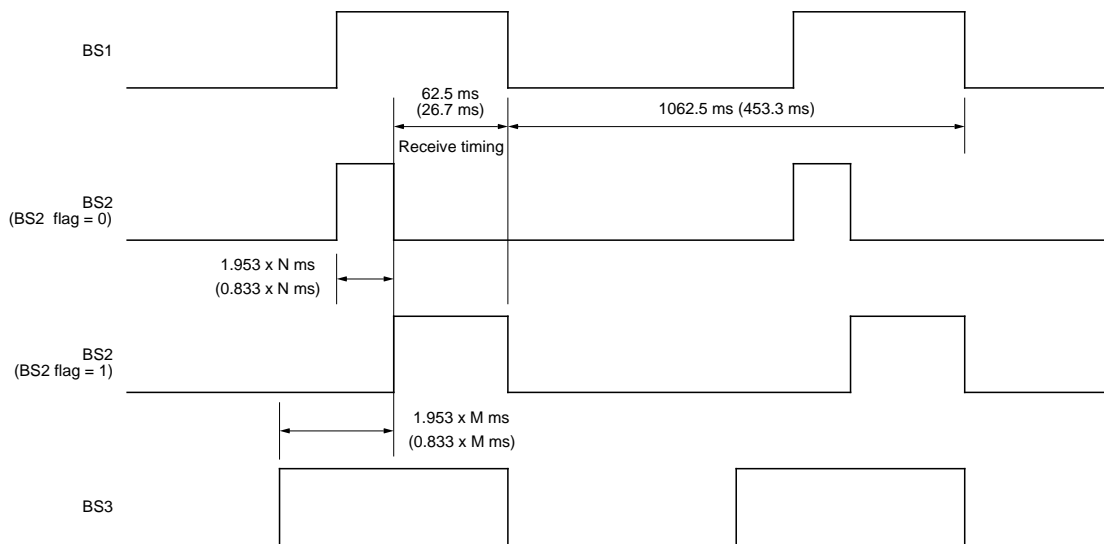 BS1
62.5 ms
(26.7 ms)
1062.5 ms (453.3 ms)
Receive timing
BS2
(BS2 flag = 0)
1.953 x N ms
(0.833 x N ms)
BS2
(BS2 flag = 1)
1.953 x M ms
(0.833 x M ms)
BS3